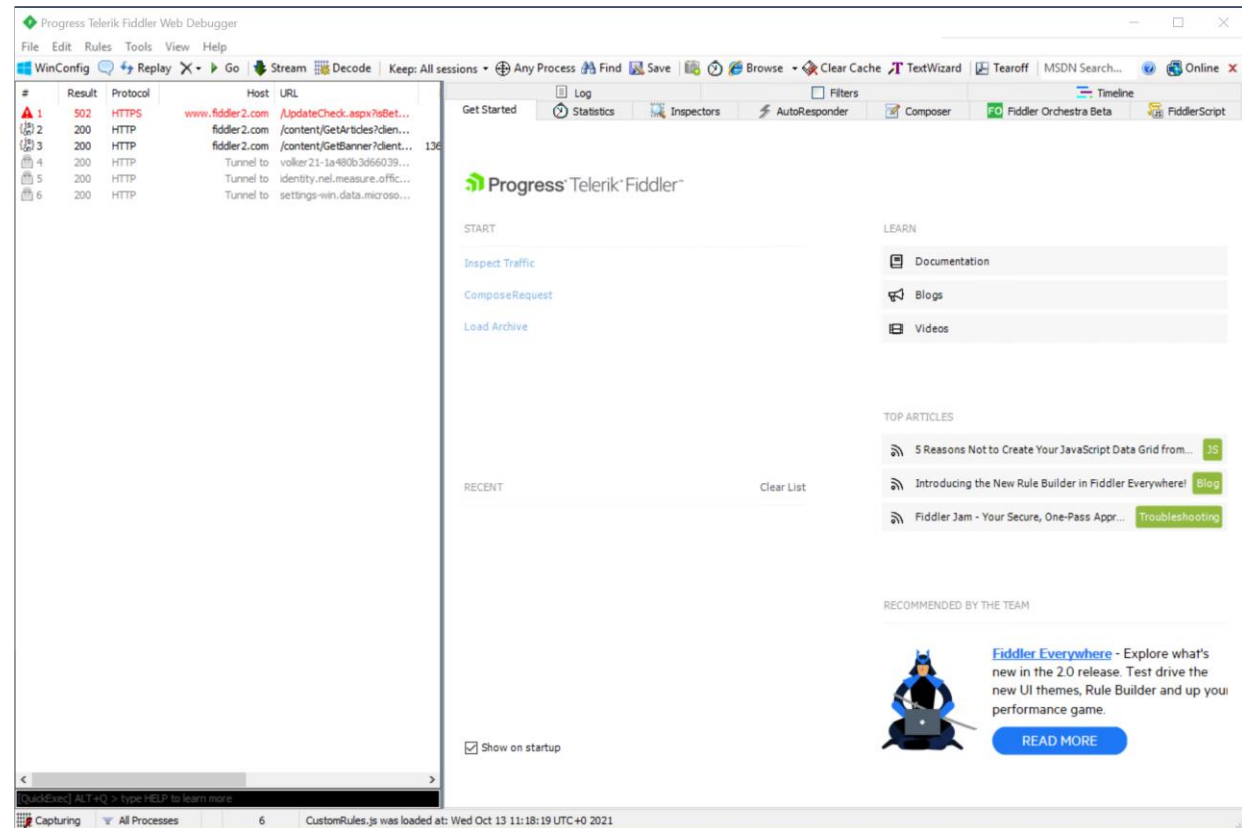 Progress Telerik Fiddler Web Debugger
File Edit Rules Tools View Help
WinConfig Replay Go Stream Decode Keep: All sessions Any Process Find Save Browse Clear Cache TextWizard Tearoff MSDN Search... Online
# Result Protocol Host URL
1 502 HTTPS www.fiddler2.com /UpdateCheck.aspx?isBet...
2 200 HTTP fiddler2.com /content/GetArticles?clien...
3 200 HTTP fiddler2.com /content/GetBanner?client... 136
4 200 HTTP Tunnel to volker21-1a480b3d66039...
5 200 HTTP Tunnel to identity.nel.measure.offic...
6 200 HTTP Tunnel to settings-win.data.microso...
Log Filters Timeline
Get Started Statistics Inspectors AutoResponder Composer FO Fiddler Orchestra Beta FiddlerScript
Progress Telerik Fiddler
START
Inspect Traffic
ComposeRequest
Load Archive
RECENT Clear List
Show on startup
LEARN
Documentation
Blogs
Videos
TOP ARTICLES
5 Reasons Not to Create Your JavaScript Data Grid from... JS
Introducing the New Rule Builder in Fiddler Everywhere! Blog
Fiddler Jam - Your Secure, One-Pass Appr... Troubleshooting
RECOMMENDED BY THE TEAM
Fiddler Everywhere - Explore what's
new in the 2.0 release. Test drive the
new UI themes, Rule Builder and up your
performance game.
READ MORE
[QuickExec] ALT+Q > type HELP to learn more
Capturing All Processes 6 CustomRules.js was loaded at: Wed Oct 13 11:18:19 UTC+0 2021